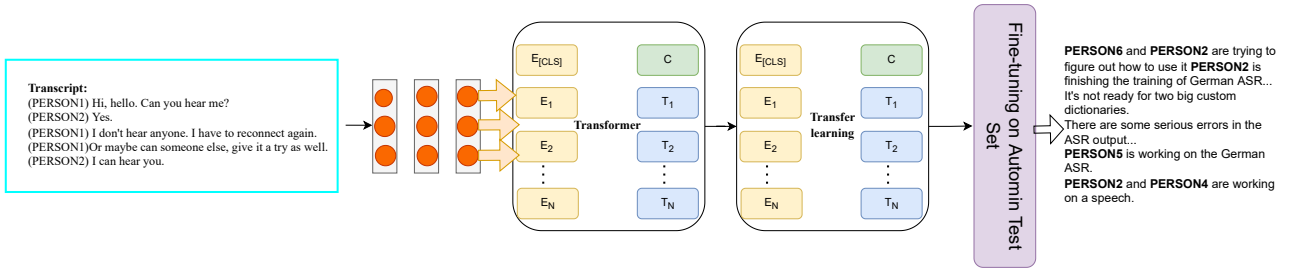 Transcript:
(PERSON1) Hi, hello. Can you hear me?
(PERSON2) Yes.
(PERSON1) I don't hear anyone. I have to reconnect again.
(PERSON1)Or maybe can someone else, give it a try as well.
(PERSON2) I can hear you.
E[CLS]
C
E1
T1
Transformer
E2
T2
EN
TN
E[CLS]
C
E1
T1
Transfer
learning
E2
T2
EN
TN
Fine-tuning on Automin Test
Set
PERSON6 and PERSON2 are trying to
figure out how to use it PERSON2 is
finishing the training of German ASR...
It's not ready for two big custom
dictionaries.
There are some serious errors in the
ASR output...
PERSON5 is working on the German
ASR.
PERSON2 and PERSON4 are working
on a speech.